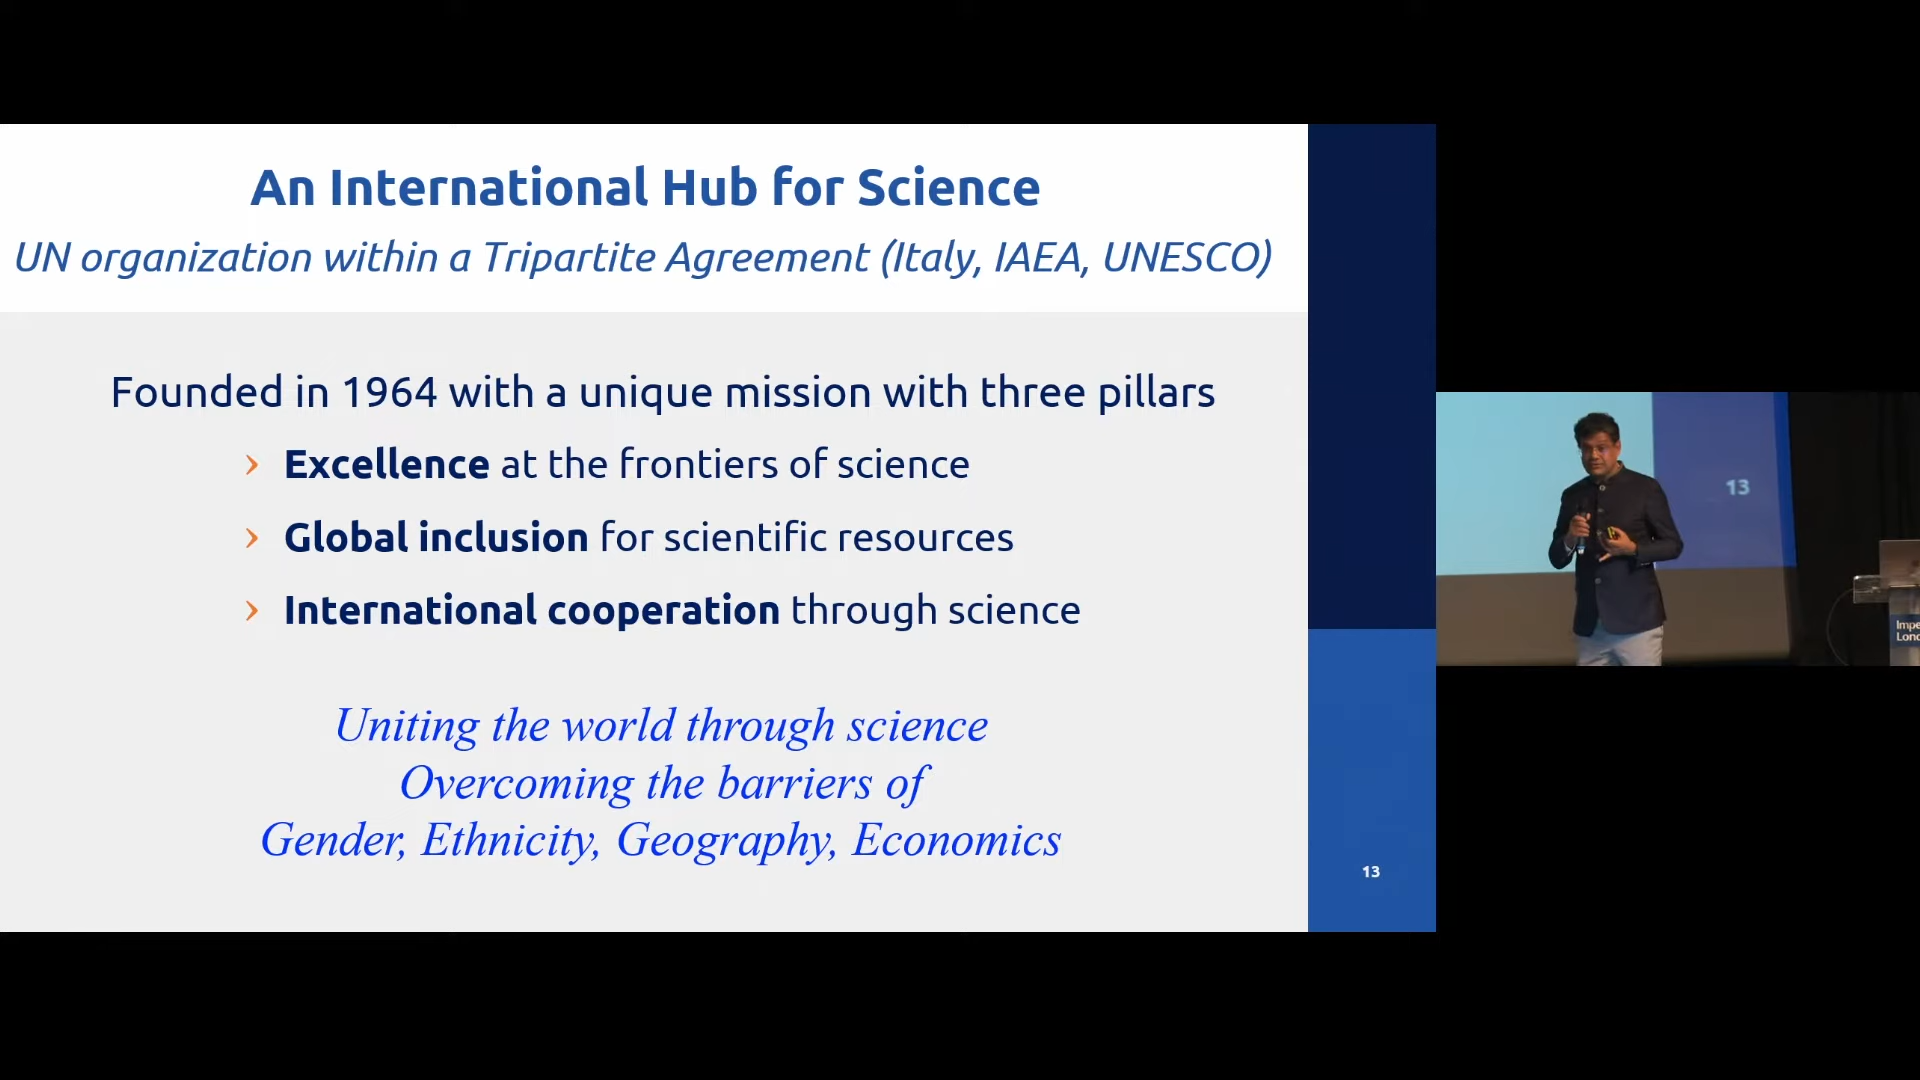 An International Hub for Science
UN organization within a Tripartite Agreement (Italy, IAEA, UNESCO)
Founded in 1964 with a unique mission with three pillars
› Excellence at the frontiers of science
› Global inclusion for scientific resources
› International cooperation through science
Uniting the world through science
Overcoming the barriers of
Gender, Ethnicity, Geography, Economics
13
13